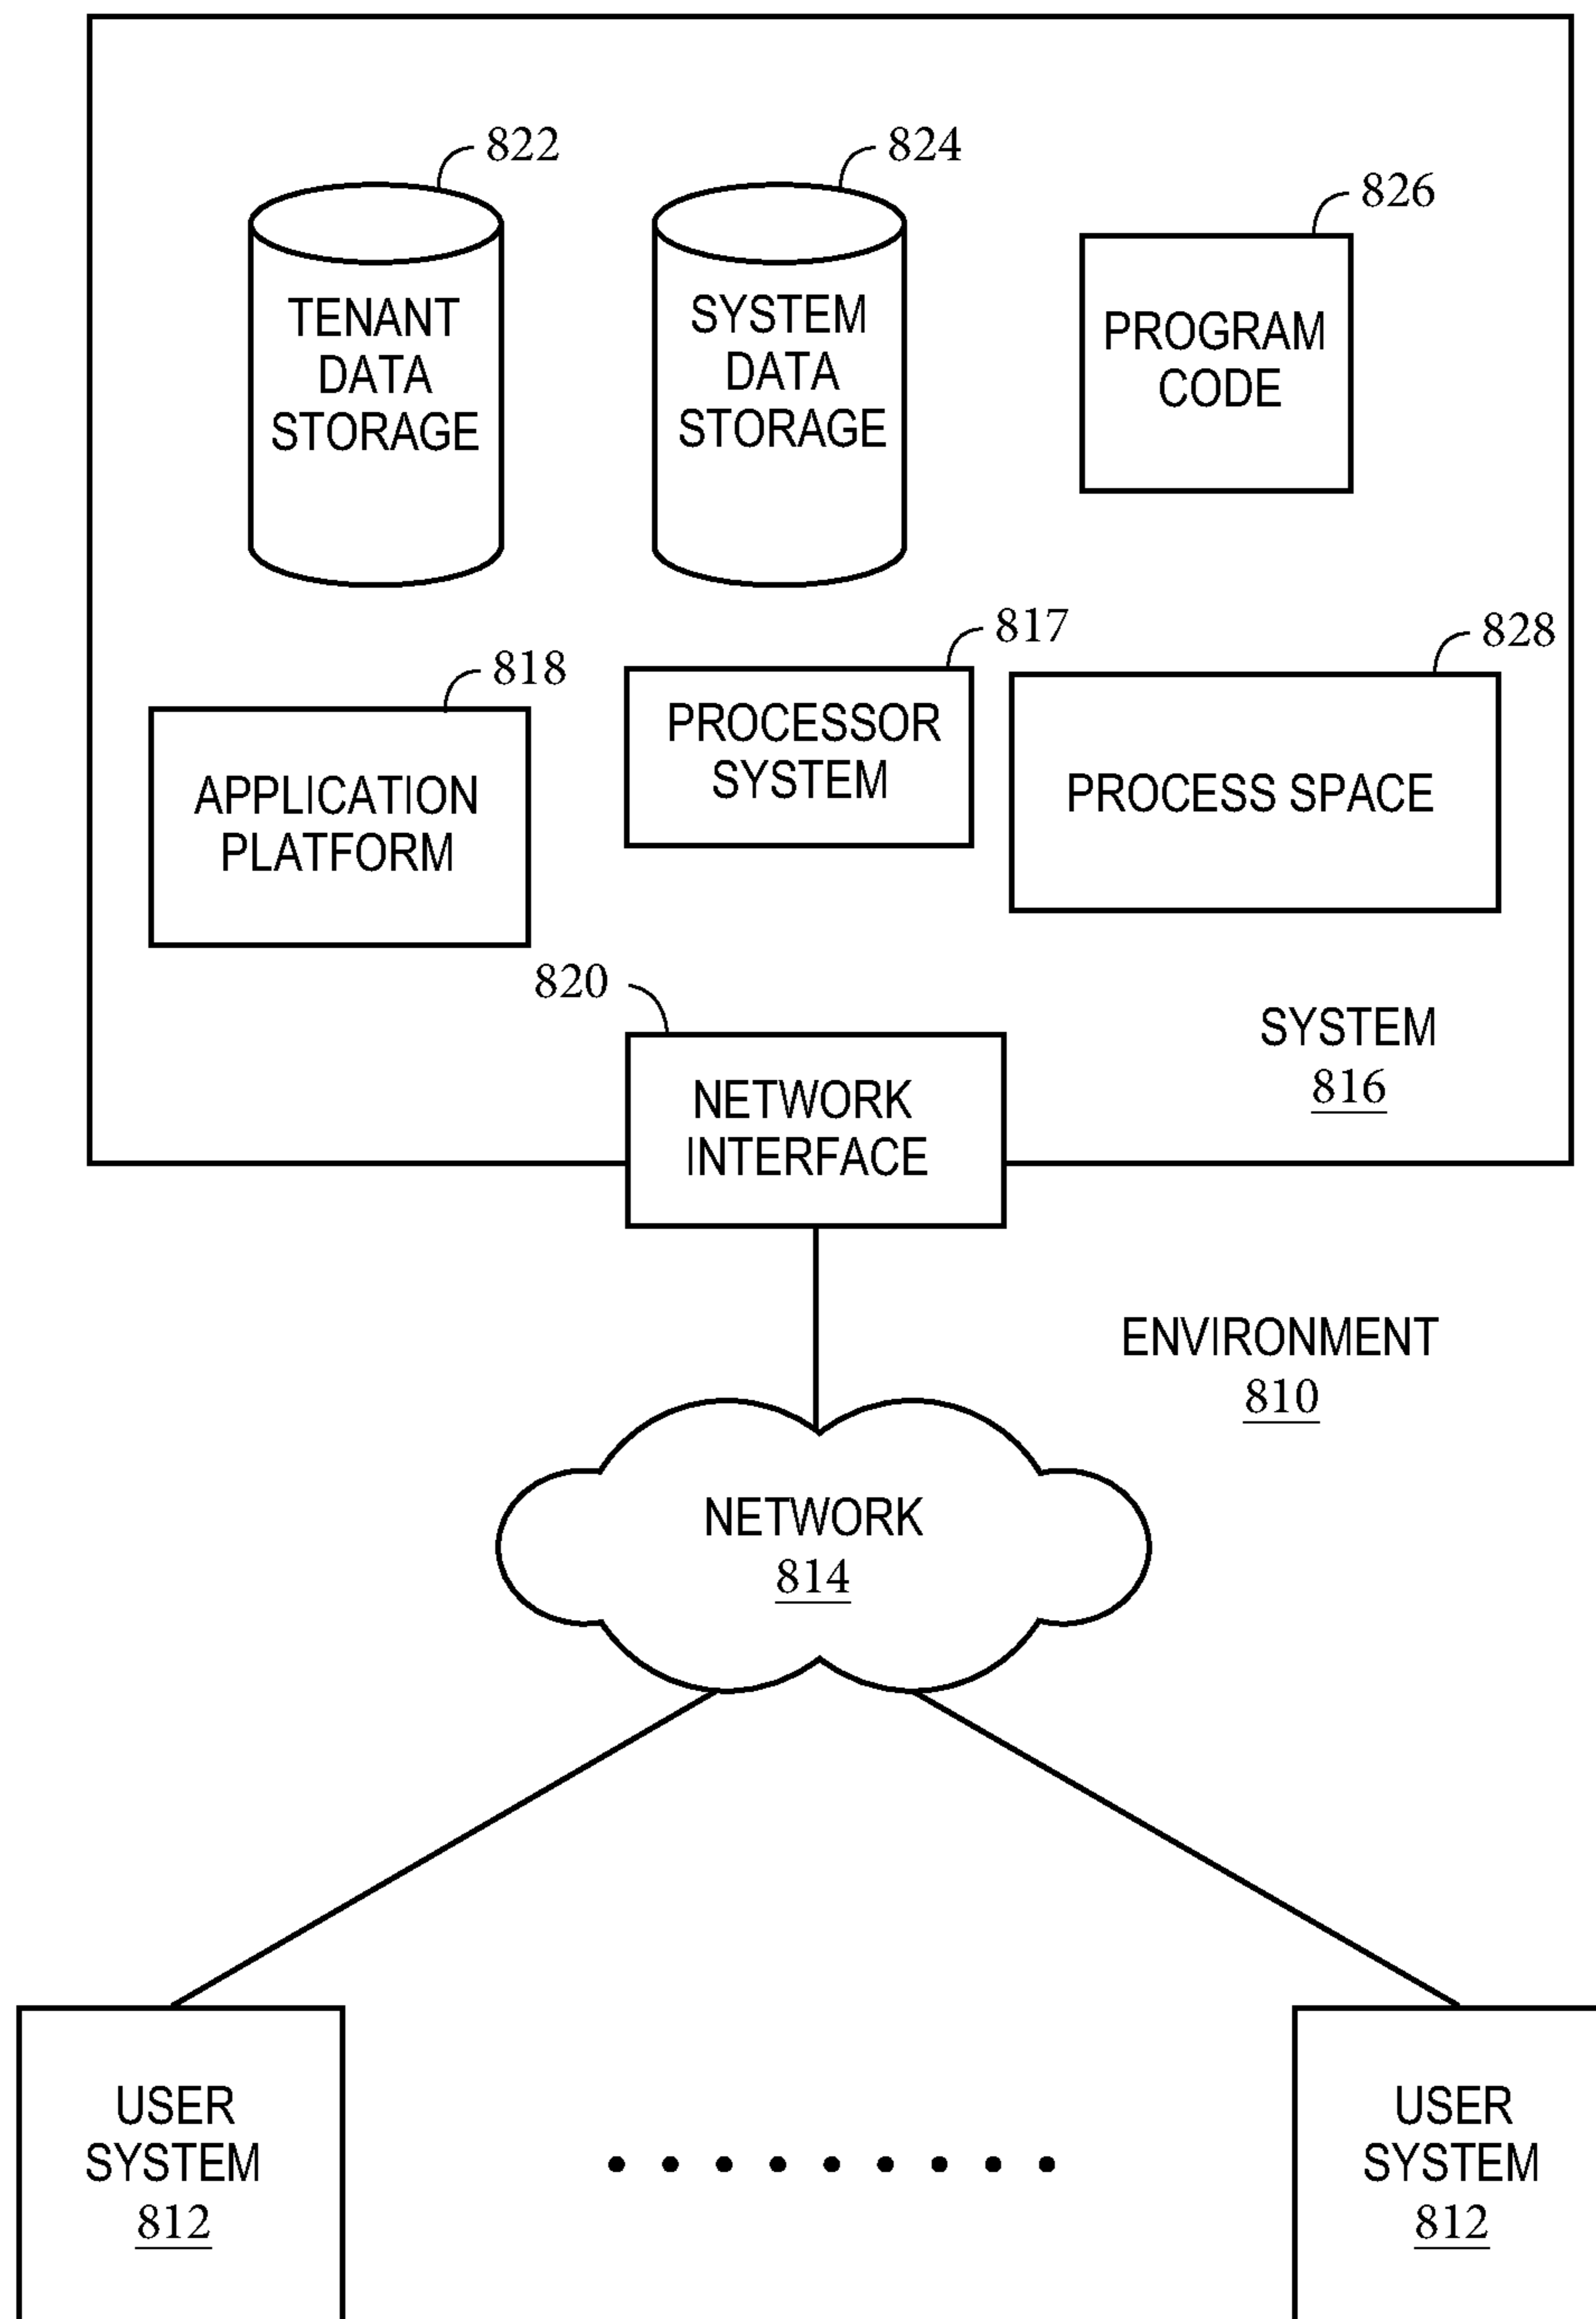 822
824
826
TENANT
DATA
STORAGE
SYSTEM
DATA
STORAGE
PROGRAM
CODE
818
817
828
APPLICATION
PLATFORM
PROCESSOR
SYSTEM
PROCESS SPACE
820
NETWORK
INTERFACE
SYSTEM
816
ENVIRONMENT
810
NETWORK
814
USER
SYSTEM
812
USER
SYSTEM
812